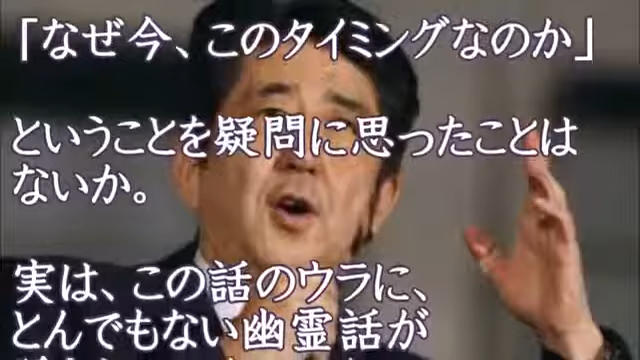 「なぜ今、このタイミングなのか」
ということを疑問に思ったことは
ないか。
実は、この話のウラに、
とんでもない幽霊話が